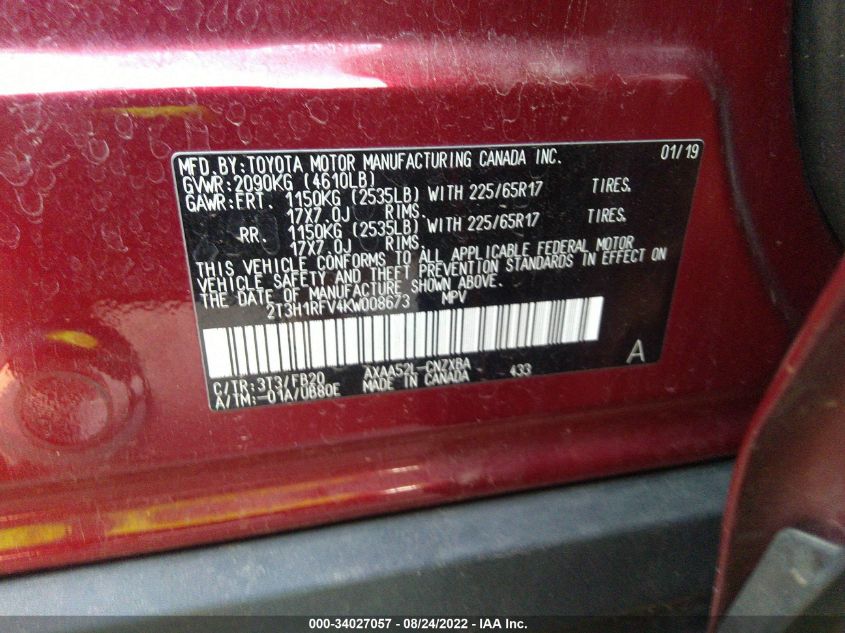 MFD.BY:TOYOTA MOTOR MANUFACTURING CANADA INC. 01/19
GVWR:2090KG (4610LB)
GAWR:FRT. 1150KG (2535LB) WITH 225/65R17 TIRES.
17X7.0J RIMS.
RR. 1150KG (2535LB) WITH 225/65R17 TIRES.
17X7.0J RIMS.
THIS VEHICLE CONFORMS TO ALL APPLICABLE FEDERAL MOTOR
VEHICLE SAFETY AND THEFT PREVENTION STANDARDS IN EFFECT ON
THE DATE OF MANUFACTURE SHOWN ABOVE.
2T3H1RFV4KW008673 MPV
C/TR:3T3/FB20 AXAA52L-CNZXBA 433 A
A/TM:-01A/UB80E MADE IN CANADA
000-34027057 - 08/24/2022 - IAA Inc.